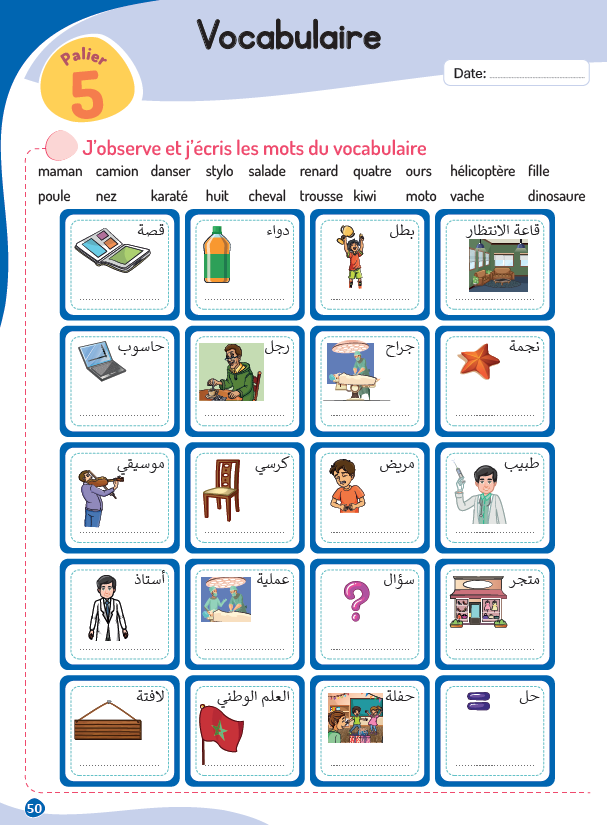 Vocabulaire
Palier
5
Date:
J'observe et j'écris les mots du vocabulaire
maman camion danser stylo salade renard quatre ours hélicoptère fille
poule nez karaté huit cheval trousse kiwi moto vache dinosaure
قصة
دواء
بطل
قاعة الانتظار
حاسوب
رجل
جراح
نجمة
موسيقي
كرسي
مريض
طبيب
أستاذ
عملية
سؤال
متجر
لافتة
العلم الوطني
حفلة
حل
50